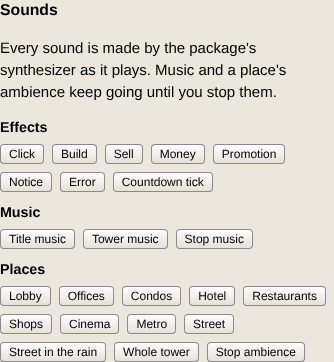 Sounds
Every sound is made by the package's
synthesizer as it plays. Music and a place's
ambience keep going until you stop them.
Effects
Click Build Sell Money Promotion
Notice Error Countdown tick
Music
Title music Tower music Stop music
Places
Lobby Offices Condos Hotel Restaurants
Shops Cinema Metro Street
Street in the rain Whole tower Stop ambience